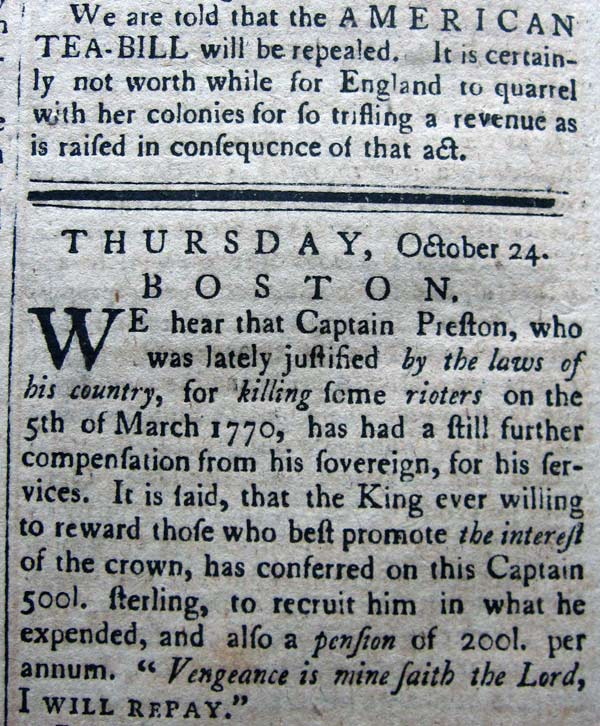 We are told that the AMERICAN
TEA-BILL will be repealed. It is certain-
ly not worth while for England to quarrel
with her colonies for ſo trifling a revenue as
is raiſed in conſequence of that act.
THURSDAY, October 24.
BOSTON.
WE hear that Captain Preſton, who
was lately juſtified by the laws of
his country, for killing ſome rioters on the
5th of March 1770, has had a ſtill further
compenſation from his ſovereign, for his ſer-
vices. It is ſaid, that the King ever willing
to reward thoſe who beſt promote the intereſt
of the crown, has conferred on this Captain
500l. ſterling, to recruit him in what he
expended, and alſo a penſion of 200l. per
annum. “ Vengeance is mine ſaith the Lord,
I WILL REPAY.”